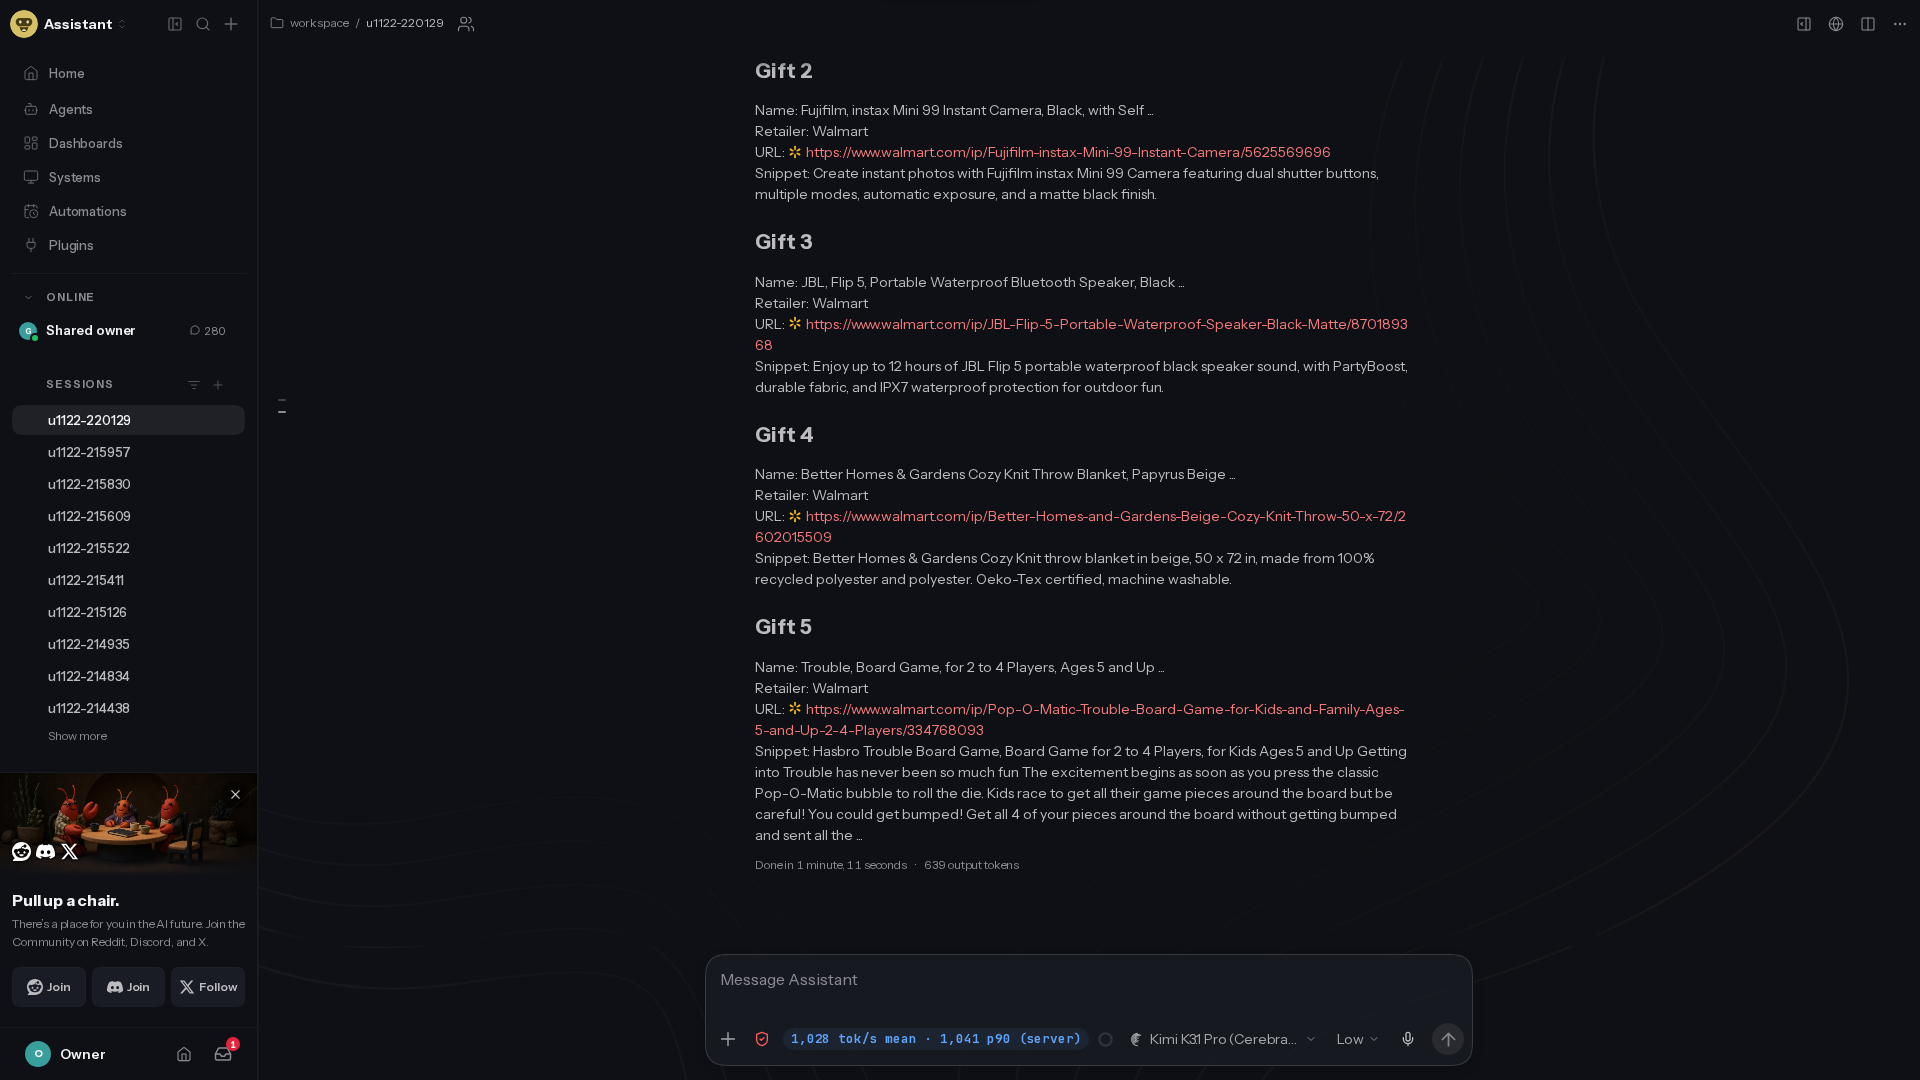 Assistant
Home
Agents
Dashboards
Systems
Automations
Plugins
ONLINE
G
Shared owner
280
SESSIONS
u1122-220129
u1122-215957
u1122-215830
u1122-215609
u1122-215522
u1122-215411
u1122-215126
u1122-214935
u1122-214834
u1122-214438
Show more
Pull up a chair.
There's a place for you in the AI future. Join the
Community on Reddit, Discord, and X.
Join
Join
Follow
O
Owner
1
workspace / u1122-220129
Gift 2
Name: Fujifilm, instax Mini 99 Instant Camera, Black, with Self ...
Retailer: Walmart
URL: https://www.walmart.com/ip/Fujifilm-instax-Mini-99-Instant-Camera/5625569696
Snippet: Create instant photos with Fujifilm instax Mini 99 Camera featuring dual shutter buttons,
multiple modes, automatic exposure, and a matte black finish.
Gift 3
Name: JBL, Flip 5, Portable Waterproof Bluetooth Speaker, Black ...
Retailer: Walmart
URL: https://www.walmart.com/ip/JBL-Flip-5-Portable-Waterproof-Speaker-Black-Matte/8701893
68
Snippet: Enjoy up to 12 hours of JBL Flip 5 portable waterproof black speaker sound, with PartyBoost,
durable fabric, and IPX7 waterproof protection for outdoor fun.
Gift 4
Name: Better Homes & Gardens Cozy Knit Throw Blanket, Papyrus Beige ...
Retailer: Walmart
URL: https://www.walmart.com/ip/Better-Homes-and-Gardens-Beige-Cozy-Knit-Throw-50-x-72/2
602015509
Snippet: Better Homes & Gardens Cozy Knit throw blanket in beige, 50 x 72 in, made from 100%
recycled polyester and polyester. Oeko-Tex certified, machine washable.
Gift 5
Name: Trouble, Board Game, for 2 to 4 Players, Ages 5 and Up ...
Retailer: Walmart
URL: https://www.walmart.com/ip/Pop-O-Matic-Trouble-Board-Game-for-Kids-and-Family-Ages-
5-and-Up-2-4-Players/334768093
Snippet: Hasbro Trouble Board Game, Board Game for 2 to 4 Players, for Kids Ages 5 and Up Getting
into Trouble has never been so much fun The excitement begins as soon as you press the classic
Pop-O-Matic bubble to roll the die. Kids race to get all their game pieces around the board but be
careful! You could get bumped! Get all 4 of your pieces around the board without getting bumped
and sent all the ...
Done in 1 minute, 11 seconds · 639 output tokens
Message Assistant
1,028 tok/s mean · 1,041 p90 (server)
Kimi K3.1 Pro (Cerebra...
Low